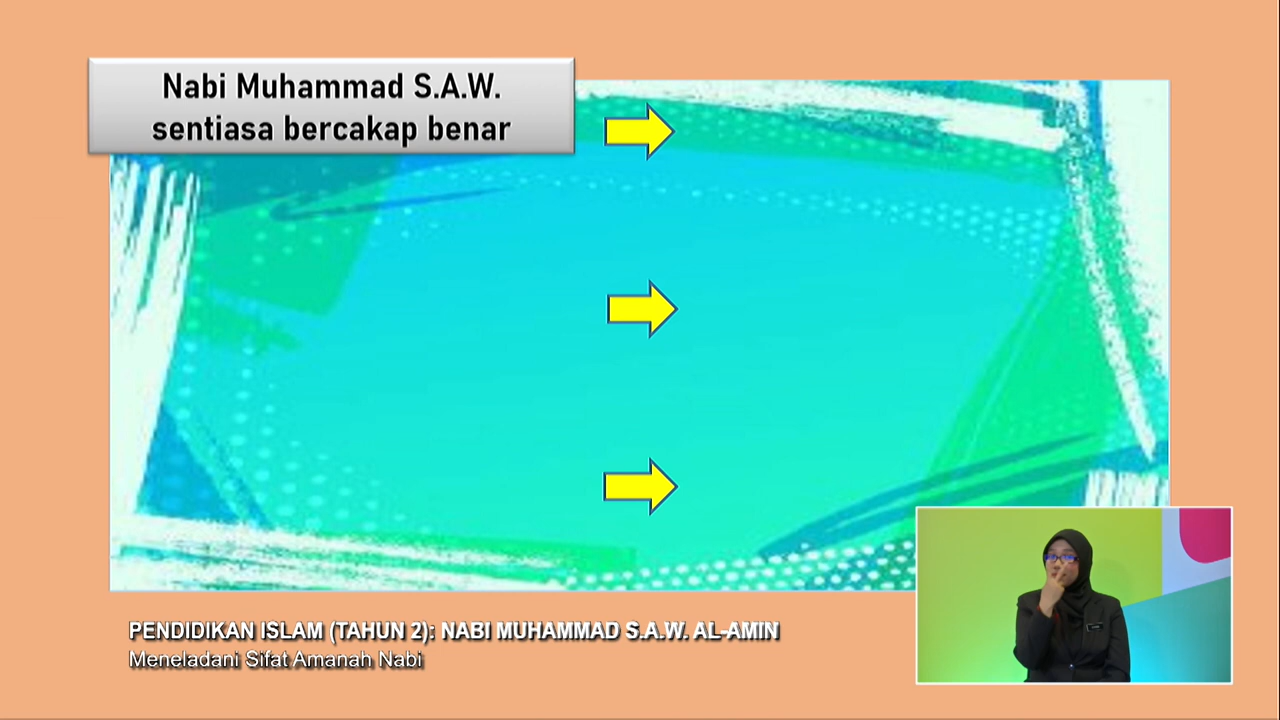 Nabi Muhammad S.A.W.
sentiasa bercakap benar
PENDIDIKAN ISLAM (TAHUN 2): NABI MUHAMMAD S.A.W. AL-AMIN
Meneladani Sifat Amanah Nabi